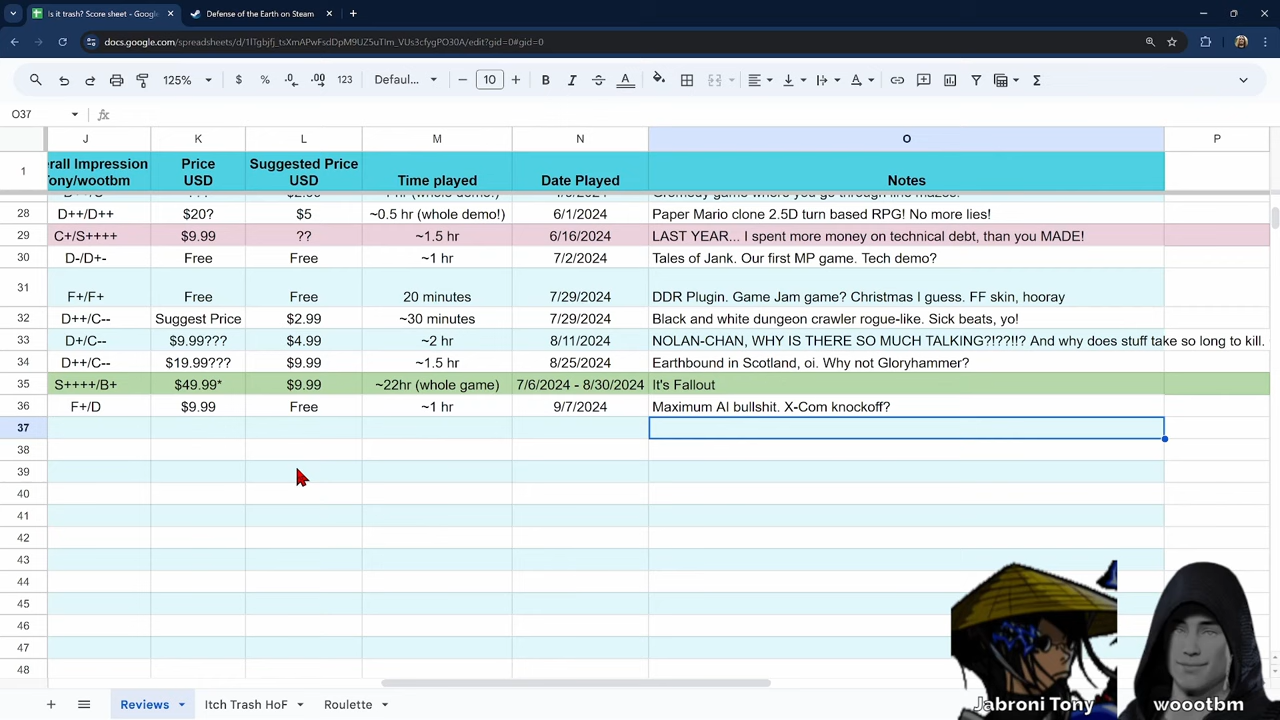 Is it trash? Score sheet - Google
Defense of the Earth on Steam
docs.google.com/spreadsheets/d/
125%
$
%
.0
.00
123
Defaul...
10
B
I
A
Σ
O37
fx
J K L M N O P
1
rall Impression
Tony/wootbm
Price
USD
Suggested Price
USD
Time played
Date Played
Notes
28 D++/D++ $20? $5 ~0.5 hr (whole demo!) 6/1/2024 Paper Mario clone 2.5D turn based RPG! No more lies!
29 C+/S++++ $9.99 ?? ~1.5 hr 6/16/2024 LAST YEAR... I spent more money on technical debt, than you MADE!
30 D-/D+- Free Free ~1 hr 7/2/2024 Tales of Jank. Our first MP game. Tech demo?
31 F+/F+ Free Free 20 minutes 7/29/2024 DDR Plugin. Game Jam game? Christmas I guess. FF skin, hooray
32 D++/C-- Suggest Price $2.99 ~30 minutes 7/29/2024 Black and white dungeon crawler rogue-like. Sick beats, yo!
33 D+/C-- $9.99??? $4.99 ~2 hr 8/11/2024 NOLAN-CHAN, WHY IS THERE SO MUCH TALKING?!??!!? And why does stuff take so long to kill.
34 D++/C-- $19.99??? $9.99 ~1.5 hr 8/25/2024 Earthbound in Scotland, oi. Why not Gloryhammer?
35 S++++/B+ $49.99* $9.99 ~22hr (whole game) 7/6/2024 - 8/30/2024 It's Fallout
36 F+/D $9.99 Free ~1 hr 9/7/2024 Maximum AI bullshit. X-Com knockoff?
37
38
39
40
41
42
43
44
45
46
47
48
Jabroni Tony
woootbm
Reviews
Itch Trash HoF
Roulette